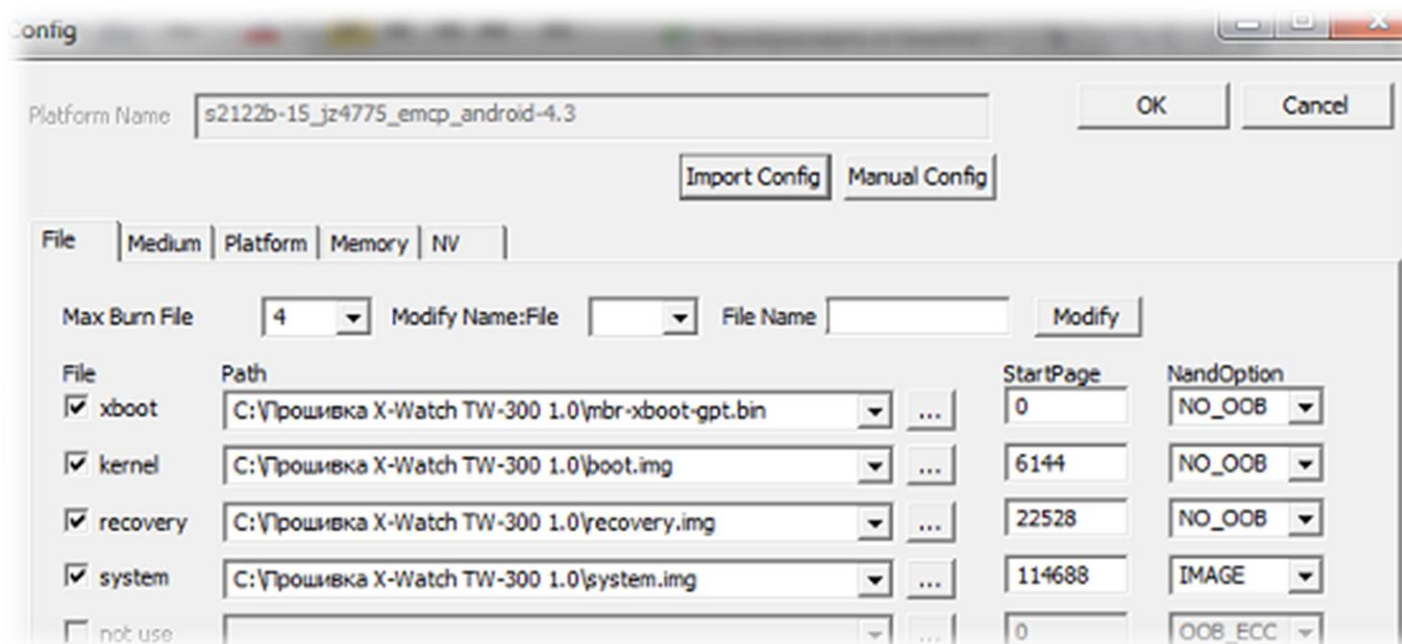 Config
Platform Name s2122b-15_jz4775_emcp_android-4.3 OK Cancel
Import Config Manual Config
File Medium Platform Memory NV
Max Burn File 4 Modify Name:File File Name Modify
File Path StartPage NandOption
xboot C:\Прошивка X-Watch TW-300 1.0\mbr-xboot-gpt.bin ... 0 NO_OOB
kernel C:\Прошивка X-Watch TW-300 1.0\boot.img ... 6144 NO_OOB
recovery C:\Прошивка X-Watch TW-300 1.0\recovery.img ... 22528 NO_OOB
system C:\Прошивка X-Watch TW-300 1.0\system.img ... 114688 IMAGE
not use ... 0 OOB_ECC